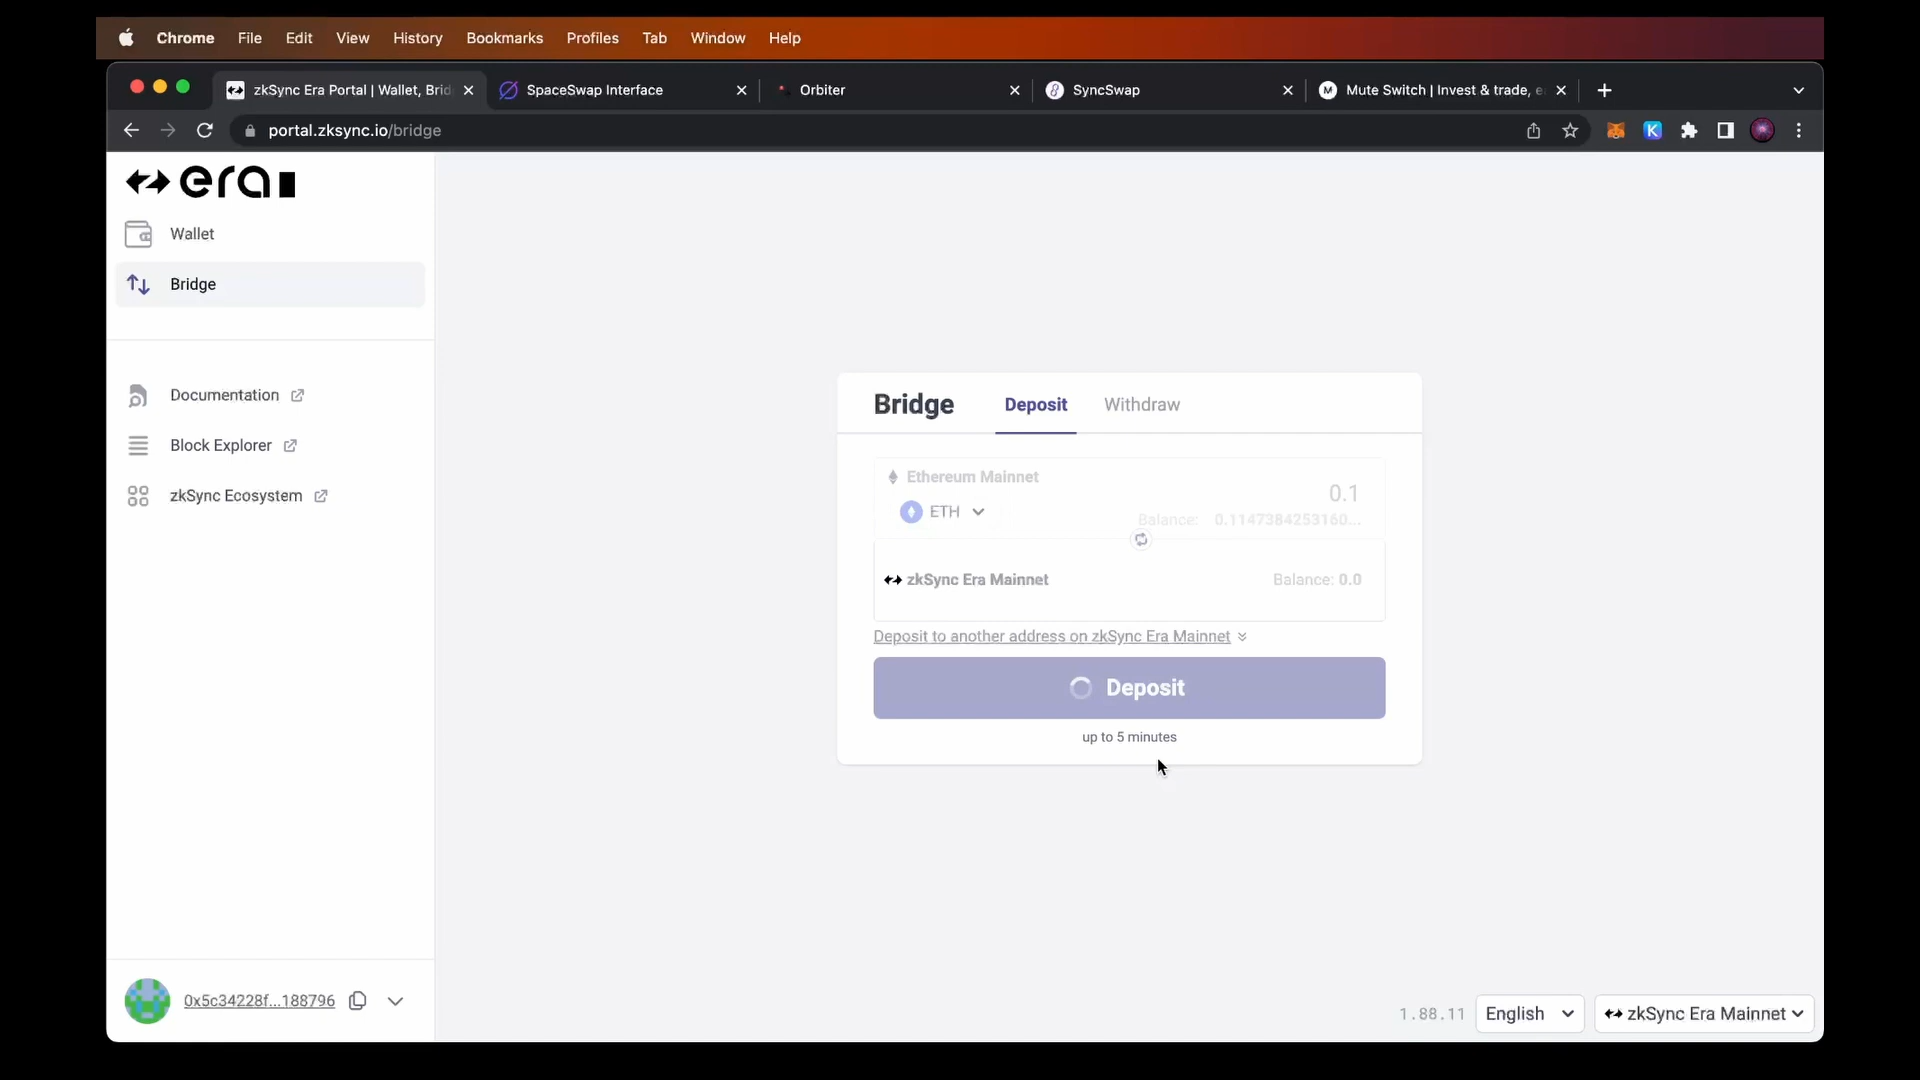 Chrome File Edit View History Bookmarks Profiles Tab Window Help
zkSync Era Portal | Wallet, Brid SpaceSwap Interface Orbiter SyncSwap Mute Switch | Invest & trade, e
portal.zksync.io/bridge
era
Wallet
Bridge
Documentation
Block Explorer
zkSync Ecosystem
Bridge Deposit Withdraw
Ethereum Mainnet
0.1
ETH
Balance: 0.1147384253160...
zkSync Era Mainnet Balance: 0.0
Deposit to another address on zkSync Era Mainnet
Deposit
up to 5 minutes
0x5c34228f...188796
1.88.11 English zkSync Era Mainnet